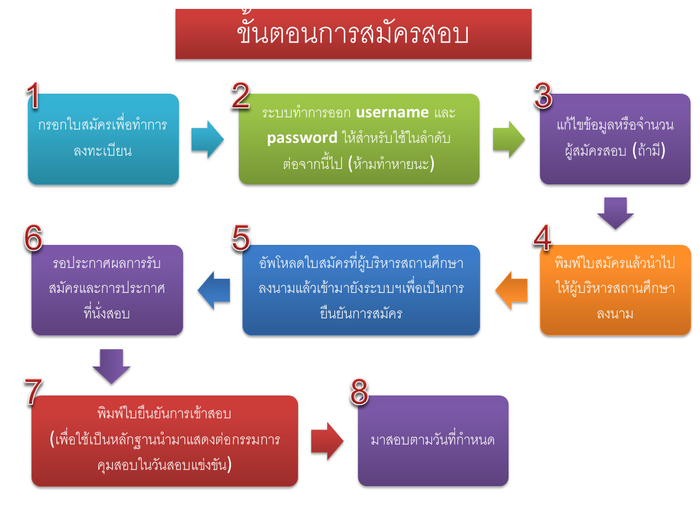 ขั้นตอนการสมัครสอบ
1
กรอกใบสมัครเพื่อทำการ
ลงทะเบียน
2
ระบบทำการออก username และ
password ให้สำหรับใช้ในลำดับ
ต่อจากนี้ไป (ห้ามทำหายนะ)
3
แก้ไขข้อมูลหรือจำนวน
ผู้สมัครสอบ (ถ้ามี)
4
พิมพ์ใบสมัครแล้วนำไป
ให้ผู้บริหารสถานศึกษา
ลงนาม
5
อัพโหลดใบสมัครที่ผู้บริหารสถานศึกษา
ลงนามแล้วเข้ามายังระบบฯเพื่อเป็นการ
ยืนยันการสมัคร
6
รอประกาศผลการรับ
สมัครและการประกาศ
ที่นั่งสอบ
7
พิมพ์ใบยืนยันการเข้าสอบ
(เพื่อใช้เป็นหลักฐานนำมาแสดงต่อกรรมการ
คุมสอบในวันสอบแข่งขัน)
8
มาสอบตามวันที่กำหนด